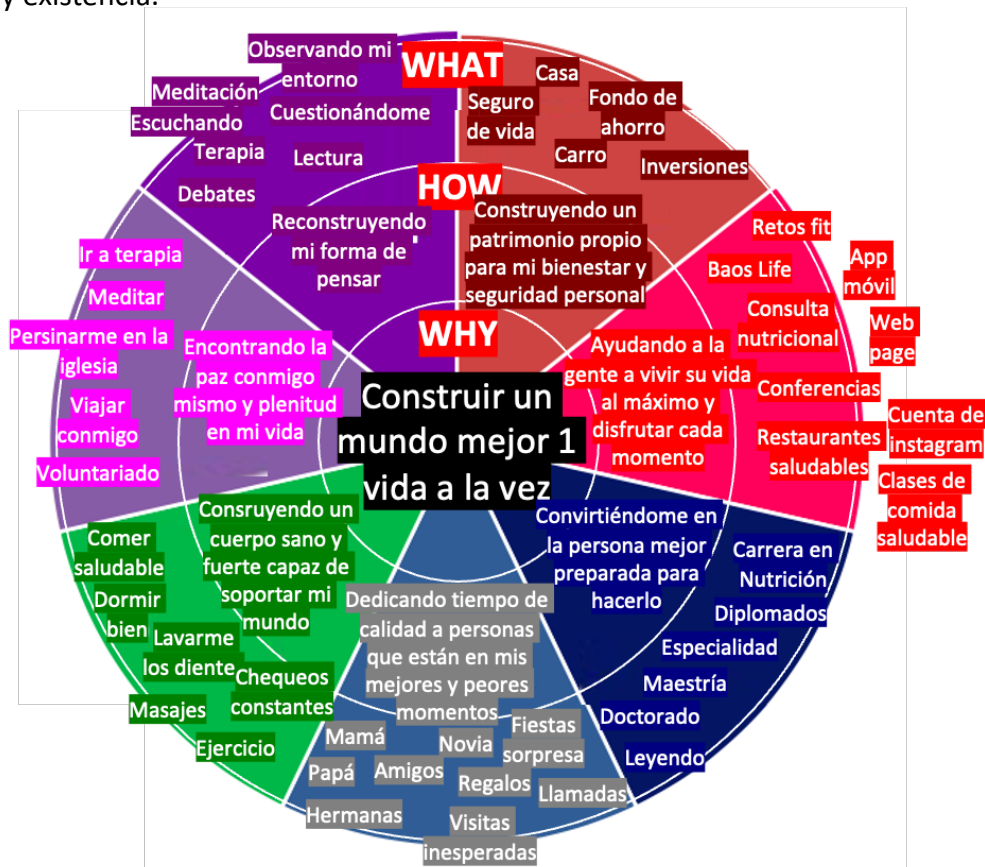 y existencia.
WHAT
HOW
WHY
Construir un
mundo mejor 1
vida a la vez
Observando mi
entorno
Meditación
Cuestionándome
Escuchando
Terapia
Lectura
Debates
Reconstruyendo
mi forma de
pensar
Casa
Seguro
de vida
Fondo de
ahorro
Carro
Inversiones
Construyendo un
patrimonio propio
para mi bienestar y
seguridad personal
Retos fit
App
móvil
Baos Life
Consulta
nutricional
Web
page
Conferencias
Restaurantes
saludables
Cuenta de
instagram
Clases de
comida
saludable
Ayudando a la
gente a vivir su vida
al máximo y
disfrutar cada
momento
Convirtiéndome en
la persona mejor
preparada para
hacerlo
Carrera en
Nutrición
Diplomados
Especialidad
Maestría
Doctorado
Leyendo
Dedicando tiempo de
calidad a personas
que están en mis
mejores y peores
momentos
Mamá
Novia
Fiestas
sorpresa
Papá
Amigos
Regalos
Llamadas
Hermanas
Visitas
inesperadas
Consruyendo un
cuerpo sano y
fuerte capaz de
soportar mi
mundo
Comer
saludable
Dormir
bien
Lavarme
los diente
Chequeos
constantes
Masajes
Ejercicio
Encontrando la
paz conmigo
mismo y plenitud
en mi vida
Ir a terapia
Meditar
Persinarme en la
iglesia
Viajar
conmigo
Voluntariado